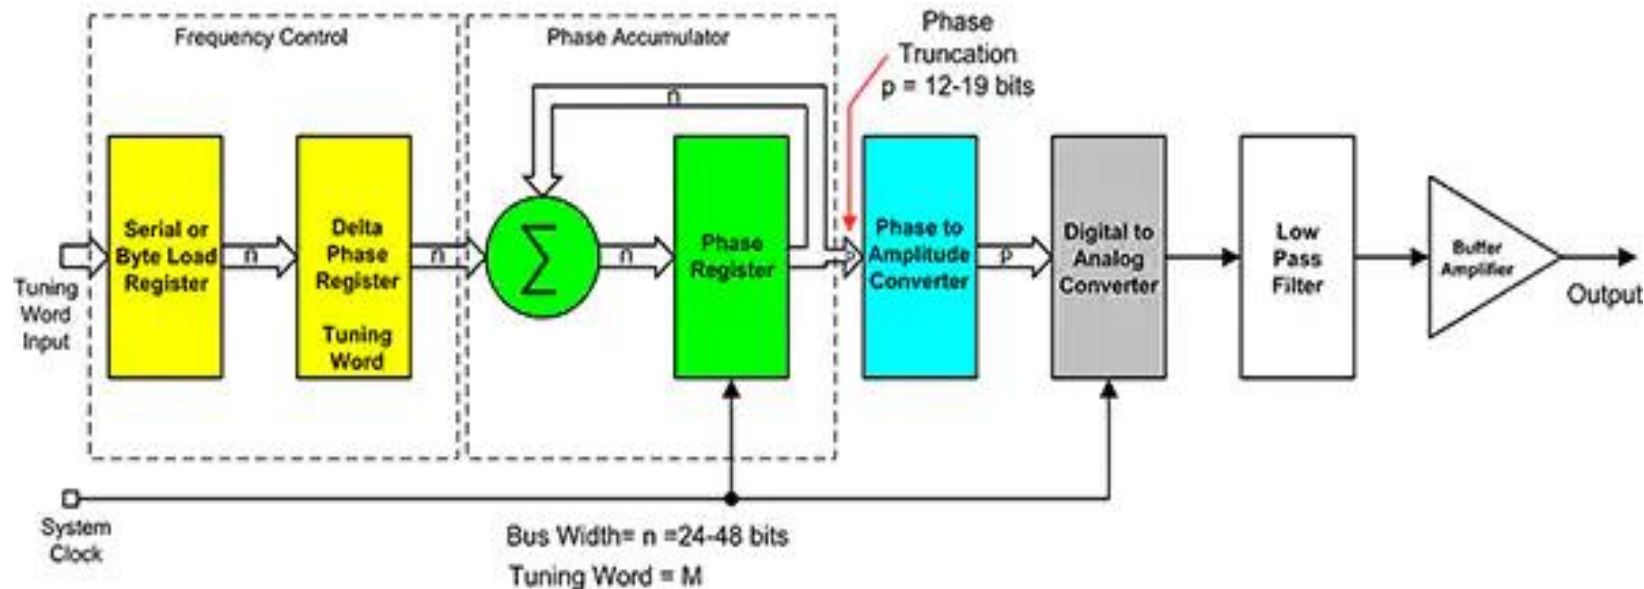 Frequency Control
Phase Accumulator
Phase
Truncation
p = 12-19 bits
n
Serial or
Byte Load
Register
n
Delta
Phase
Register
Tuning
Word
n
Σ
n
Phase
Register
p
Phase to
Amplitude
Converter
p
Digital to
Analog
Converter
Low
Pass
Filter
Buffer
Amplifier
Output
Tuning
Word
Input
System
Clock
Bus Width= n =24-48 bits
Tuning Word = M